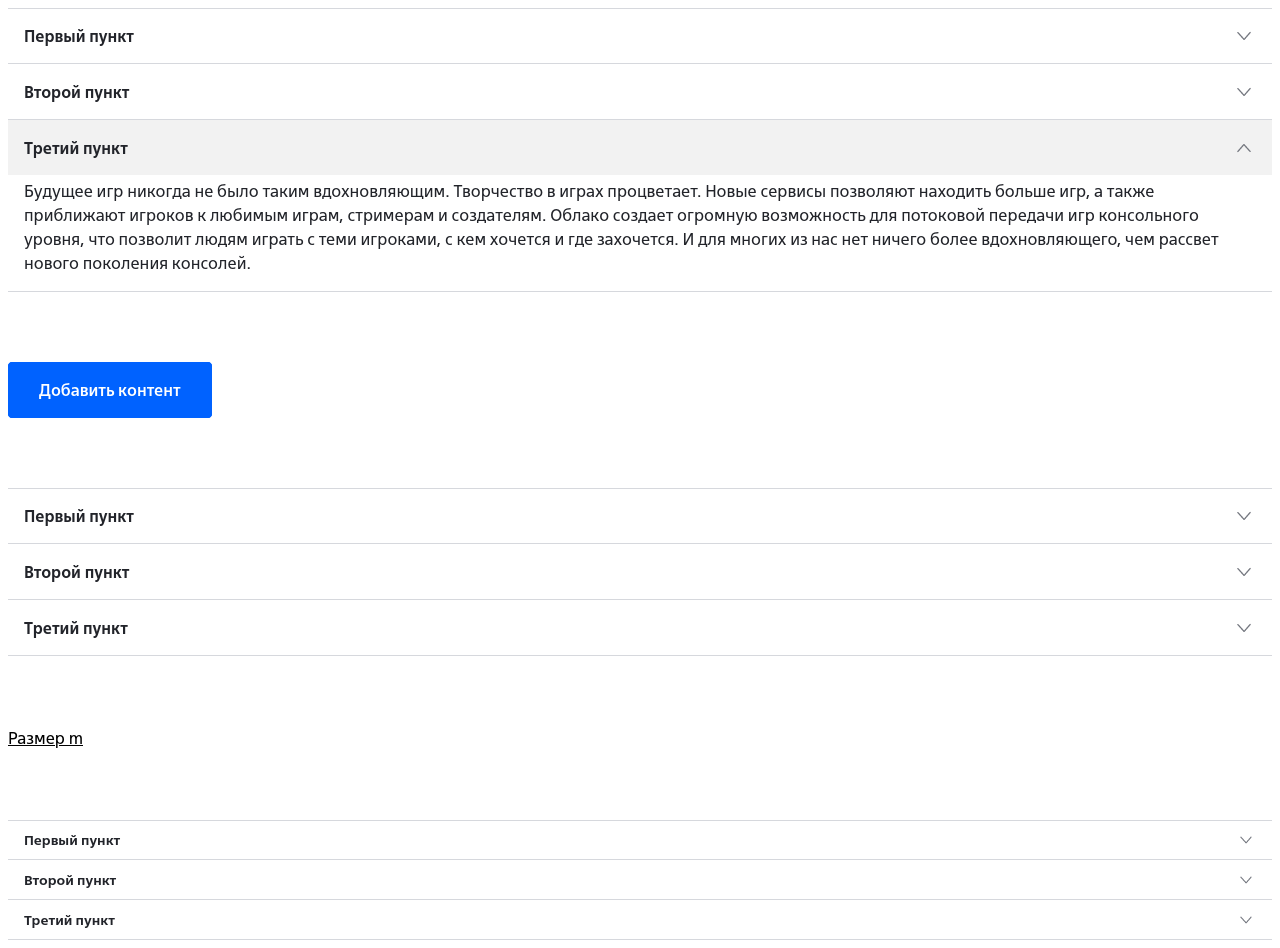 Первый пункт
Второй пункт
Третий пункт
Будущее игр никогда не было таким вдохновляющим. Творчество в играх процветает. Новые сервисы позволяют находить больше игр, а также
приближают игроков к любимым играм, стримерам и создателям. Облако создает огромную возможность для потоковой передачи игр консольного
уровня, что позволит людям играть с теми игроками, с кем хочется и где захочется. И для многих из нас нет ничего более вдохновляющего, чем рассвет
нового поколения консолей.
Добавить контент
Первый пункт
Второй пункт
Третий пункт
Размер m
Первый пункт
Второй пункт
Третий пункт